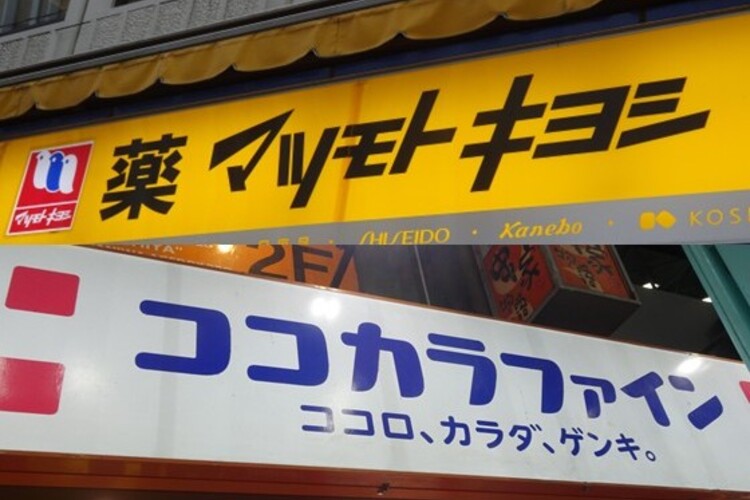 薬 マツモトキヨシ
マツモトキヨシ
SHISEIDO · Kanebo · KOS
2F
ココカラファイン
ココロ、カラダ、ゲンキ。